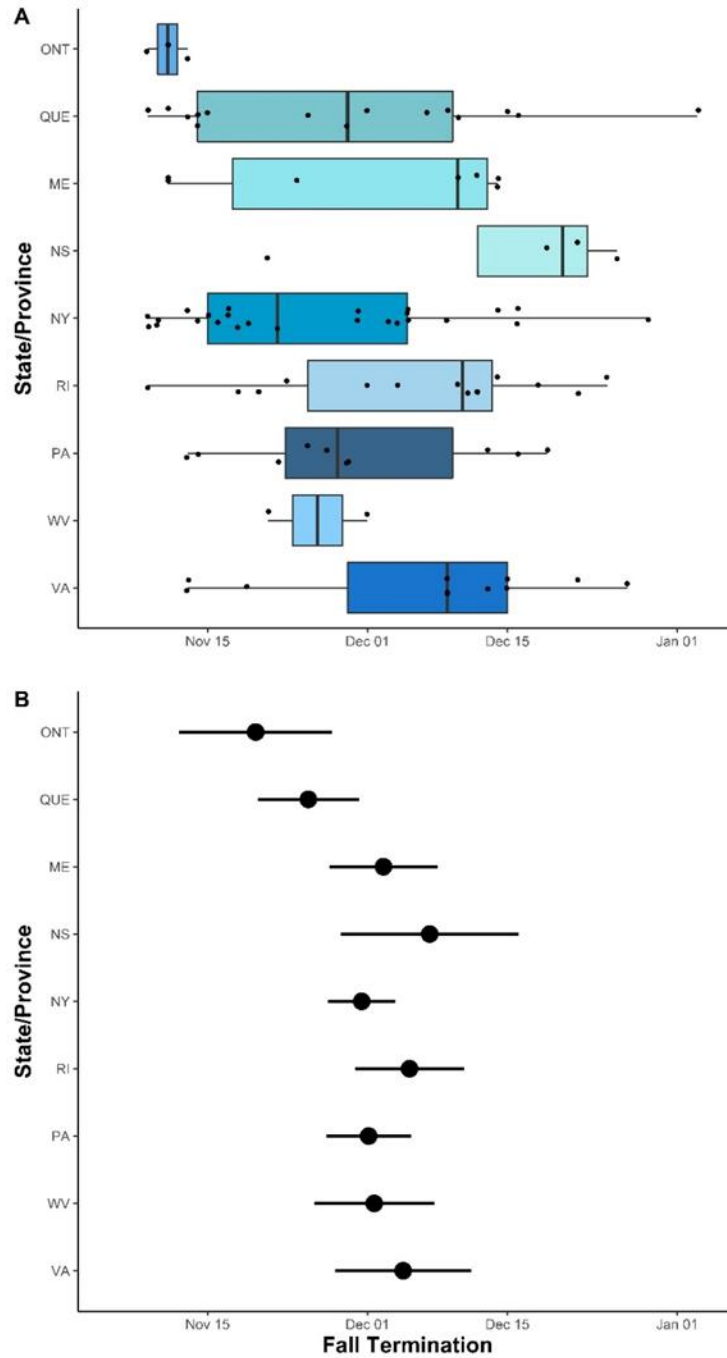 A
ONT
QUE
ME
NS
NY
RI
PA
WV
VA
State/Province
Nov 15 Dec 01 Dec 15 Jan 01
B
ONT
QUE
ME
NS
NY
RI
PA
WV
VA
State/Province
Nov 15 Dec 01 Dec 15 Jan 01
Fall Termination